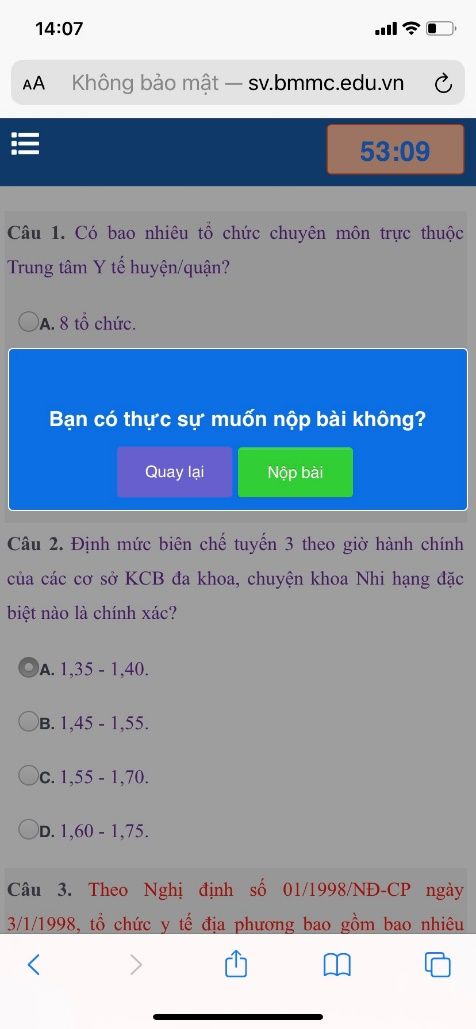 14:07
AA Không bảo mật — sv.bmmc.edu.vn
53:09
Câu 1. Có bao nhiêu tổ chức chuyên môn trực thuộc
Trung tâm Y tế huyện/quận?
A. 8 tổ chức.
Bạn có thực sự muốn nộp bài không?
Quay lại Nộp bài
Câu 2. Định mức biên chế tuyến 3 theo giờ hành chính
của các cơ sở KCB đa khoa, chuyện khoa Nhi hạng đặc
biệt nào là chính xác?
A. 1,35 - 1,40.
B. 1,45 - 1,55.
C. 1,55 - 1,70.
D. 1,60 - 1,75.
Câu 3. Theo Nghị định số 01/1998/NĐ-CP ngày
3/1/1998, tổ chức y tế địa phương bao gồm bao nhiêu